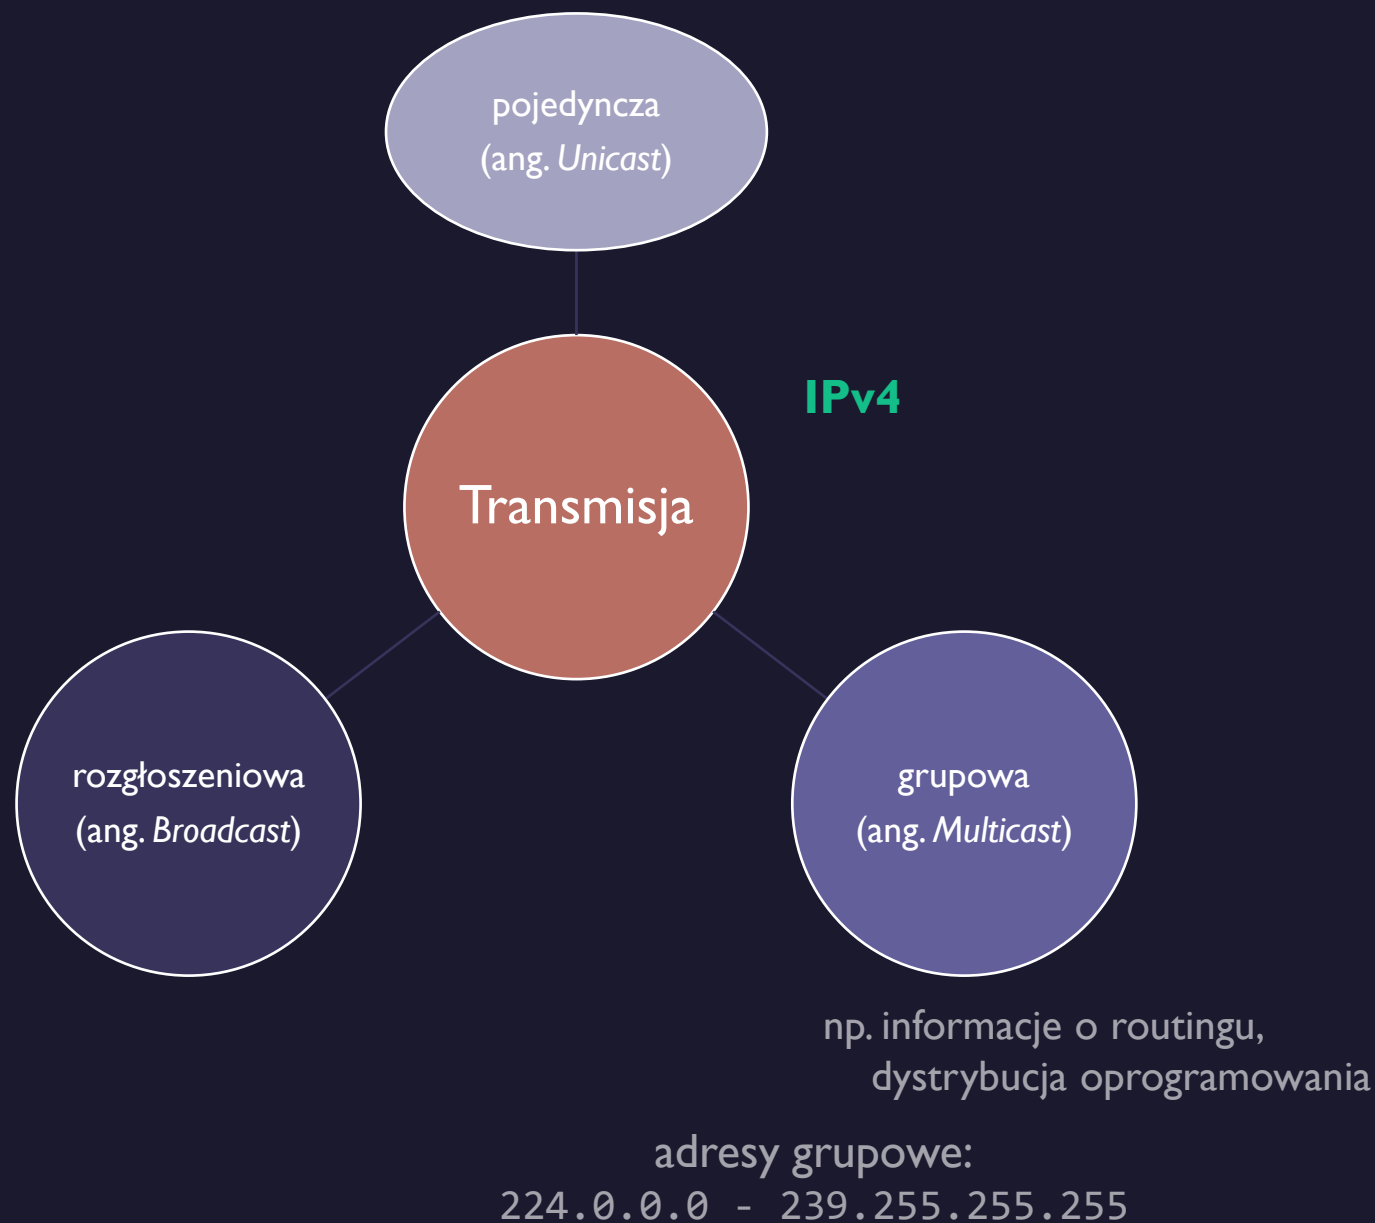 pojedyncza
(ang. Unicast)
IPv4
Transmisja
rozgłoszeniowa
(ang. Broadcast)
grupowa
(ang. Multicast)
np. informacje o routingu,
dystrybucja oprogramowania
adresy grupowe:
224.0.0.0 - 239.255.255.255